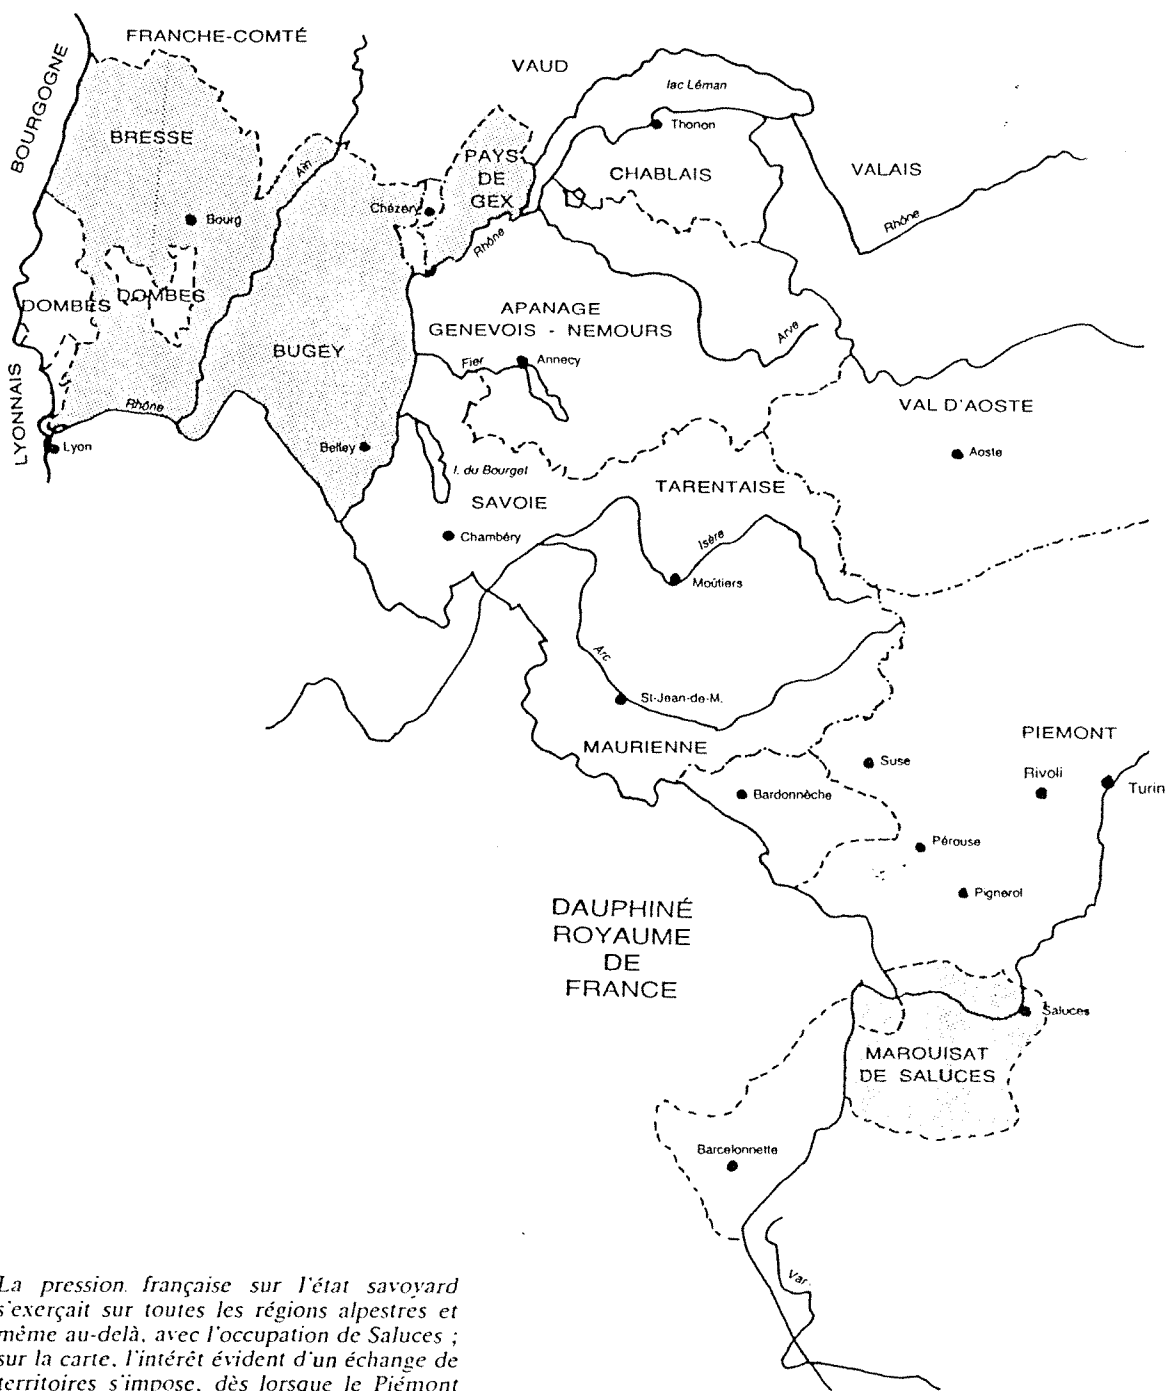 FRANCHE-COMTÉ
VAUD
BOURGOGNE
lac Léman
BRESSE
Thonon
PAYS
DE
GEX
CHABLAIS
VALAIS
Ain
Chézery
Bourg
Rhône
Rhône
DOMBES
DOMBES
APANAGE
GENEVOIS - NEMOURS
BUGEY
Arve
Fier
Annecy
LYONNAIS
Rhône
VAL D'AOSTE
Lyon
Belley
Aoste
l. du Bourget
TARENTAISE
SAVOIE
Chambéry
Isère
Moûtiers
Arc
St-Jean-de-M.
MAURIENNE
PIEMONT
Suse
Rivoli
Bardonnèche
Turin
Pérouse
Pignerol
DAUPHINÉ
ROYAUME
DE
FRANCE
Saluces
MAROUISAT
DE SALUCES
Barcelonnette
Var
La pression française sur l'état savoyard
s'exerçait sur toutes les régions alpestres et
même au-delà, avec l'occupation de Saluces ;
sur la carte, l'intérêt évident d'un échange de
territoires s'impose, dès lorsque le Piémont